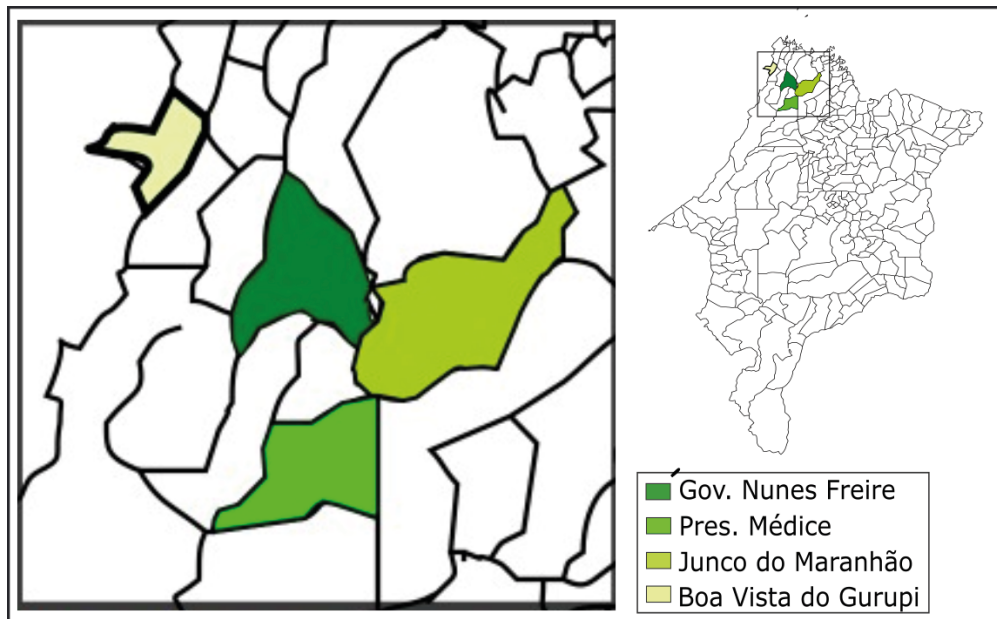 Gov. Nunes Freire
Pres. Médice
Junco do Maranhão
Boa Vista do Gurupi